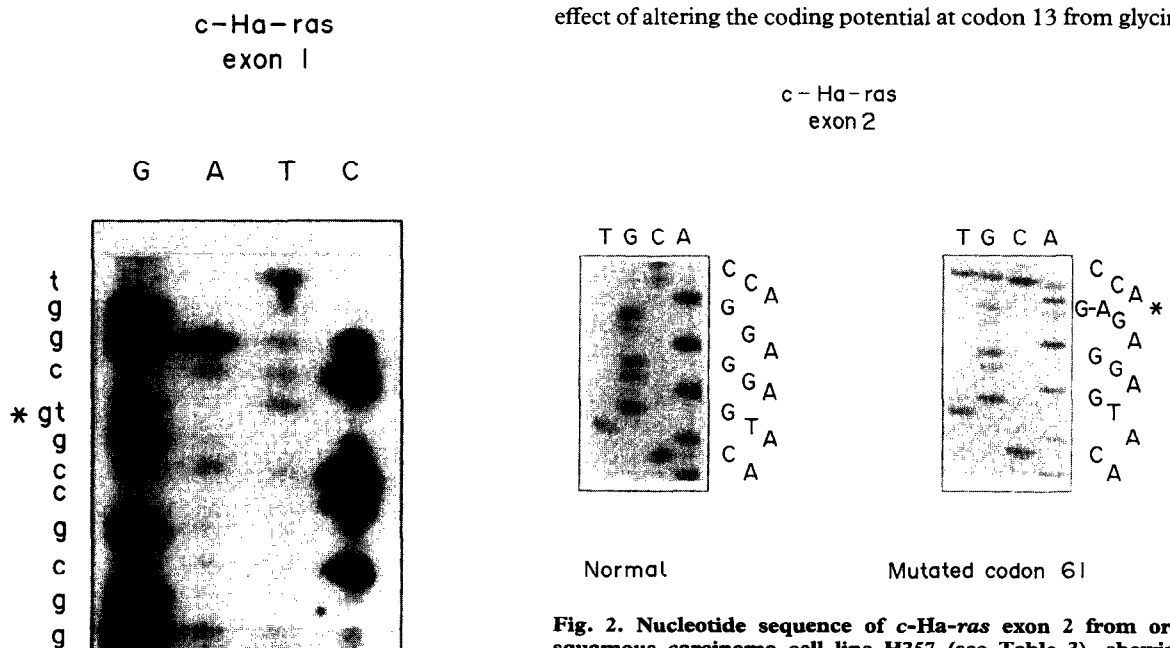 c-Ha-ras
exon 1
G A T C
t
g
g
c
* gt
g
c
c
g
c
g
g
effect of altering the coding potential at codon 13 from glycin
c-Ha-ras
exon 2
T G C A
C
C
A
G
G
A
G
G
A
G
T
A
C
A
Normal
T G C A
C
C
A
G-A *
G
A
G
G
A
G
T
A
C
A
Mutated codon 61
Fig. 2. Nucleotide sequence of c-Ha-ras exon 2 from or
squamous carcinoma cell line H357 (see Table 3), showi